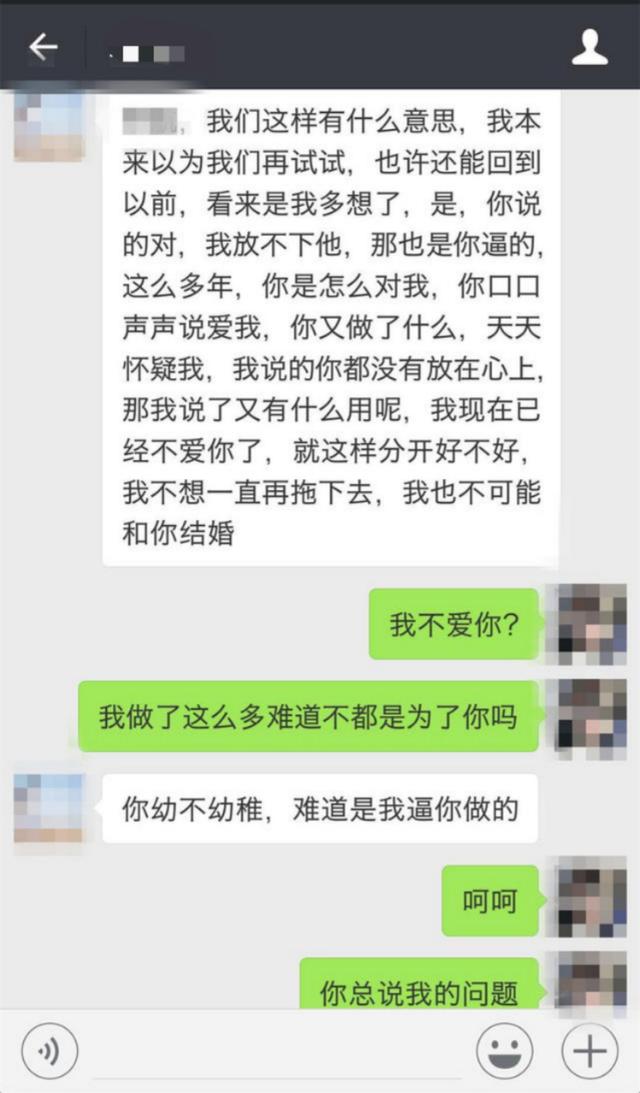 ，我们这样有什么意思，我本
来以为我们再试试，也许还能回到
以前，看来是我多想了，是，你说
的对，我放不下他，那也是你逼的，
这么多年，你是怎么对我，你口口
声声说爱我，你又做了什么，天天
怀疑我，我说的你都没有放在心上，
那我说了又有什么用呢，我现在已
经不爱你了，就这样分开好不好，
我不想一直再拖下去，我也不可能
和你结婚
我不爱你？
我做了这么多难道不都是为了你吗
你幼不幼稚，难道是我逼你做的
呵呵
你总说我的问题